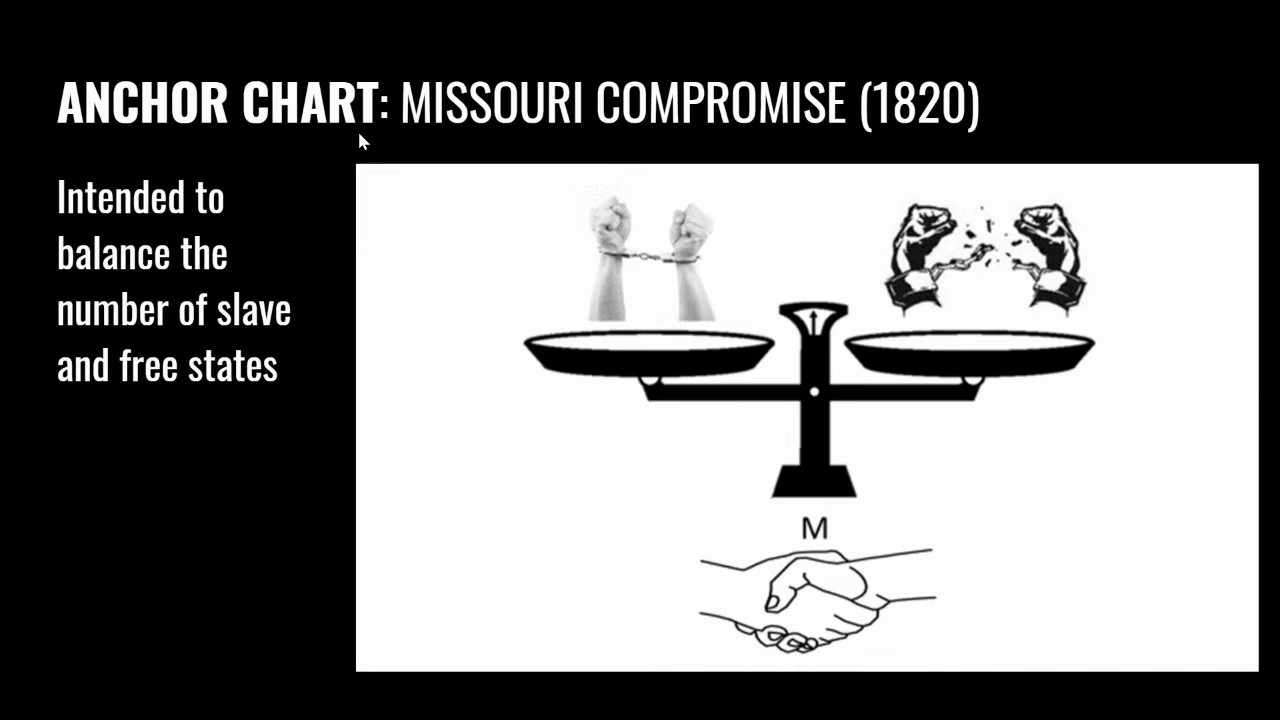 ANCHOR CHART: MISSOURI COMPROMISE (1820)
Intended to
balance the
number of slave
and free states
M